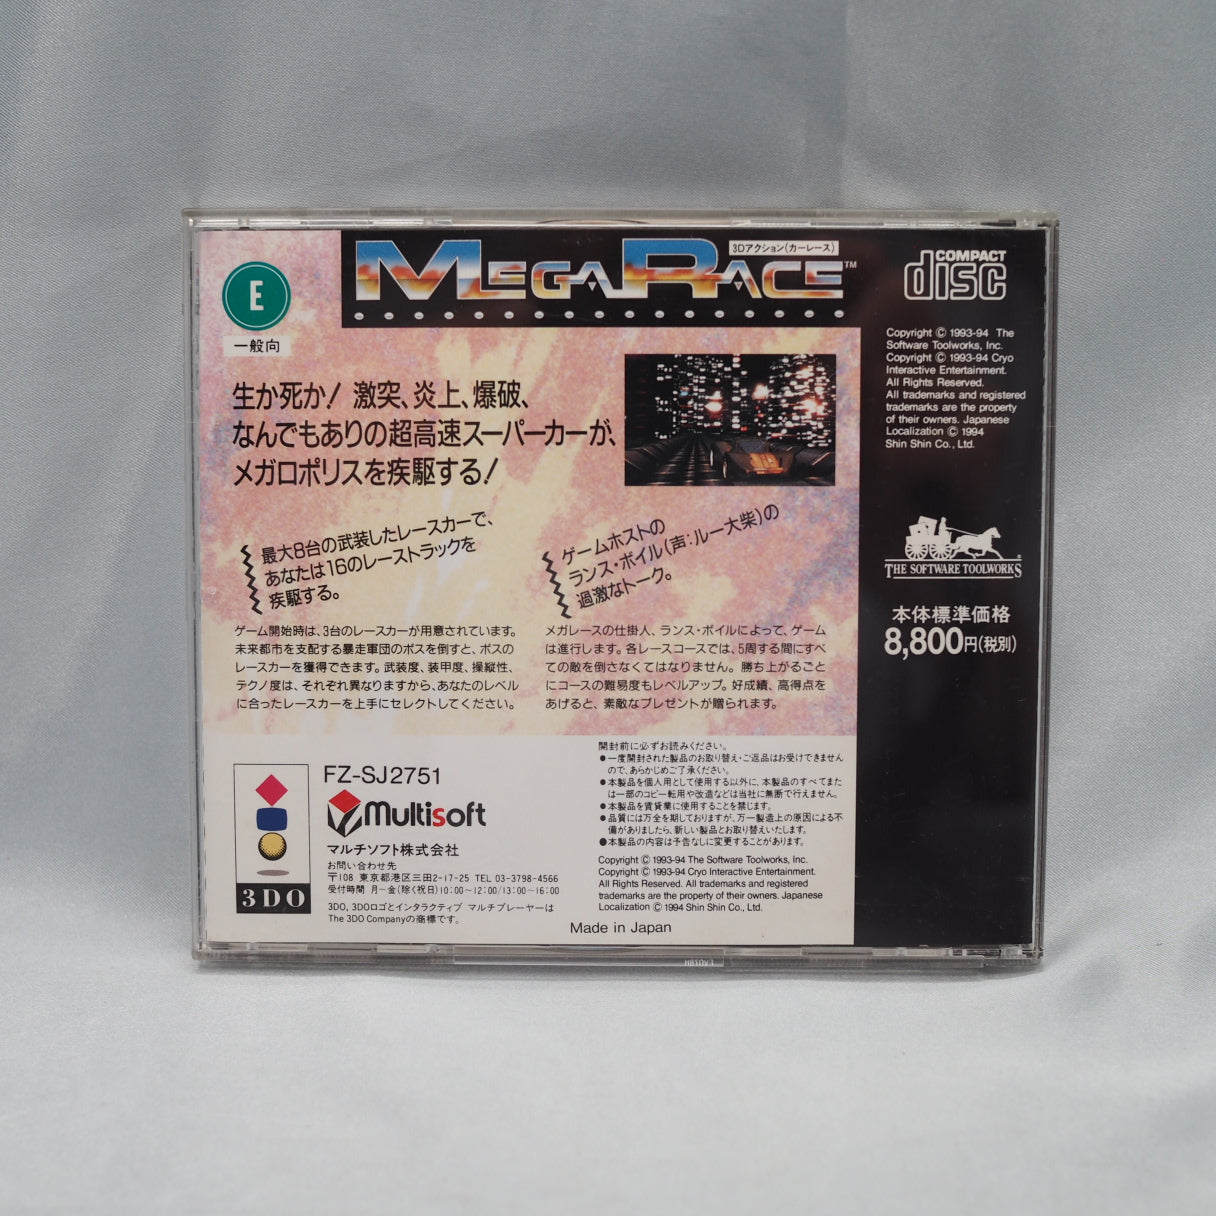 3Dアクション(カーレース)
MEGARACE™
E
一般向
生か死か! 激突、炎上、爆破、
なんでもありの超高速スーパーカーが、
メガロポリスを疾駆する!
最大8台の武装したレースカーで、
あなたは16のレーストラックを
疾駆する。
ゲーム開始時は、3台のレースカーが用意されています。
未来都市を支配する暴走軍団のボスを倒すと、ボスの
レースカーを獲得できます。武装度、装甲度、操縦性、
テクノ度は、それぞれ異なりますから、あなたのレベル
に合ったレースカーを上手にセレクトしてください。
ゲームホストの
ランス・ボイル(声:ルー大柴)の
過激なトーク。
メガレースの仕掛人、ランス・ボイルによって、ゲーム
は進行します。各レースコースでは、5周する間にすべ
ての敵を倒さなくてはなりません。勝ち上がるごと
にコースの難易度もレベルアップ。好成績、高得点を
あげると、素敵なプレゼントが贈られます。
COMPACT
disc
Copyright © 1993-94 The
Software Toolworks, Inc.
Copyright © 1993-94 Cryo
Interactive Entertainment.
All Rights Reserved.
All trademarks and registered
trademarks are the property
of their owners. Japanese
Localization © 1994
Shin Shin Co., Ltd.
THE SOFTWARE TOOLWORKS®
本体標準価格
8,800円(税別)
3DO
FZ-SJ2751
Multisoft
マルチソフト株式会社
お問い合わせ先
〒108 東京都港区三田2-17-25 TEL 03-3798-4566
受付時間 月〜金(除く祝日)10:00〜12:00/13:00〜16:00
3DO、3DOロゴとインタラクティブ マルチプレーヤーは
The 3DO Companyの商標です。
開封前に必ずお読みください。
●一度開封された製品のお取り替え・ご返品はお受けできません
ので、あらかじめご了承ください。
●本製品を個人用として使用する以外に、本製品のすべてまた
は一部のコピー転用や改造などは当社に無断で行えません。
●本製品を賃貸業に使用することを禁じます。
●品質には万全を期しておりますが、万一製造上の原因による不
備がありましたら、新しい製品とお取り替えいたします。
●本製品の内容は予告なしに変更することがあります。
Copyright © 1993-94 The Software Toolworks, Inc.
Copyright © 1993-94 Cryo Interactive Entertainment.
All Rights Reserved. All trademarks and registered
trademarks are the property of their owners. Japanese
Localization © 1994 Shin Shin Co., Ltd.
Made in Japan